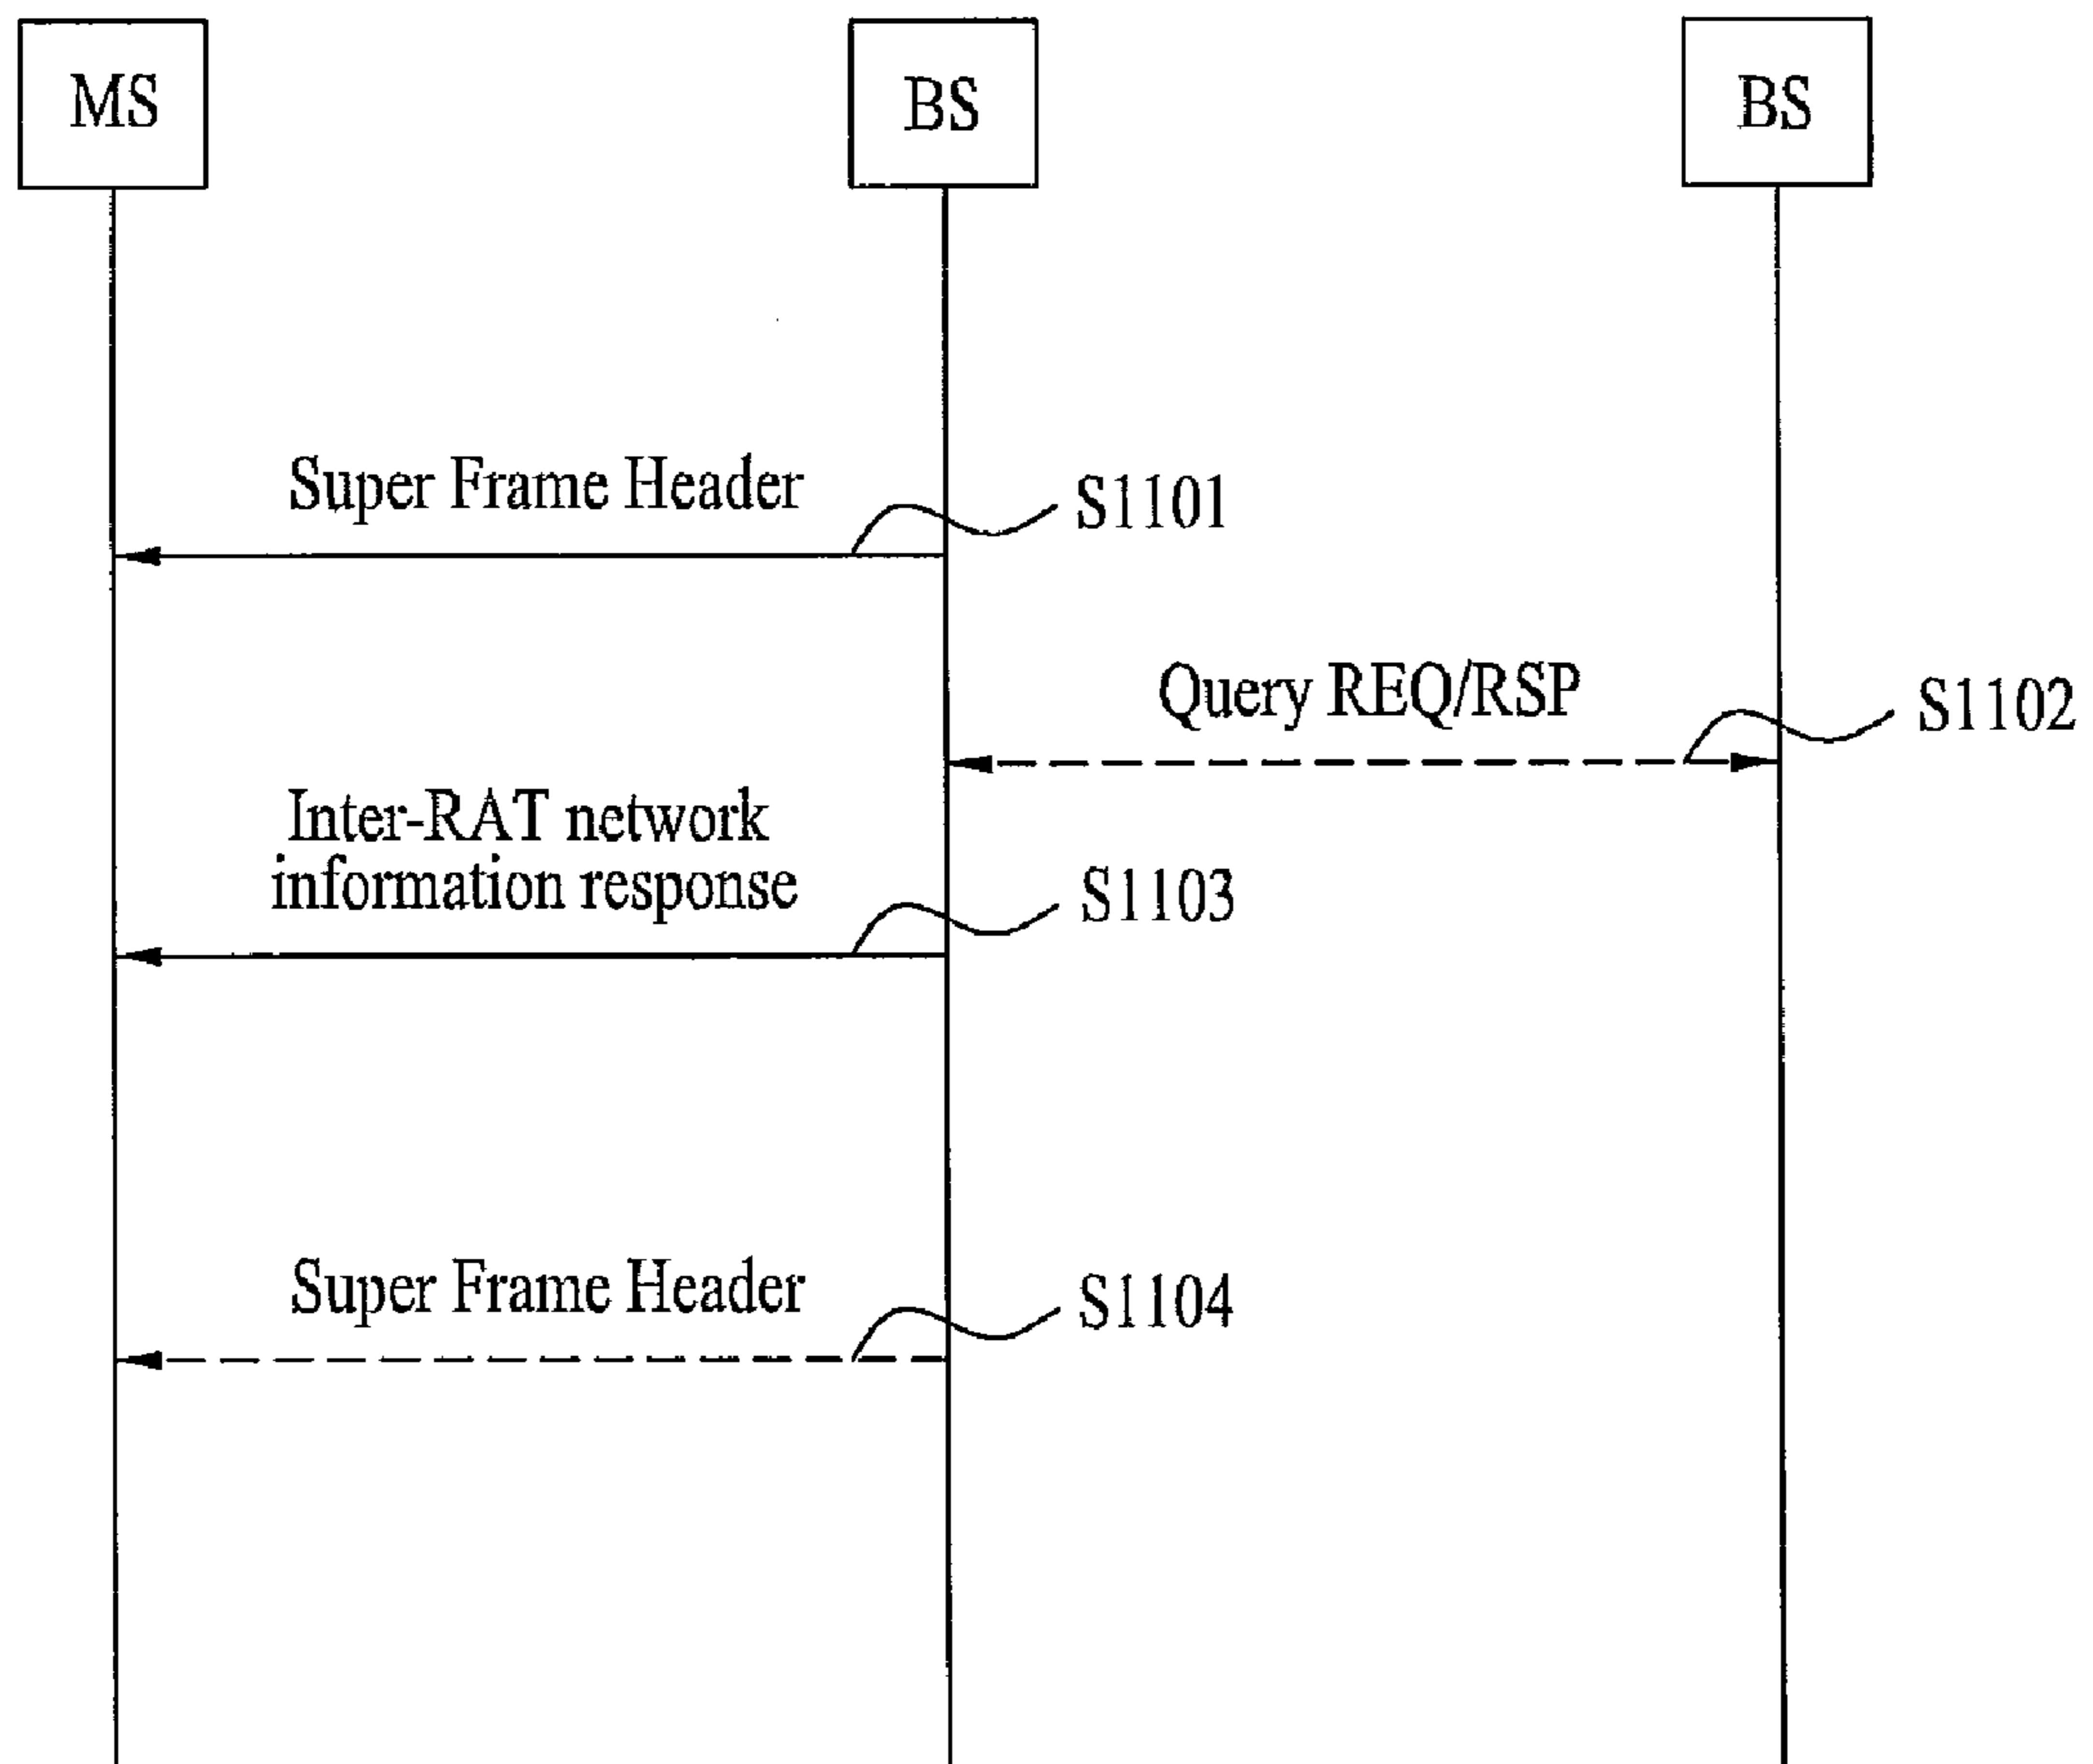 MS
BS
BS
Super Frame Header
S1101
Query REQ/RSP
S1102
Inter-RAT network
information response
S1103
Super Frame Header
S1104